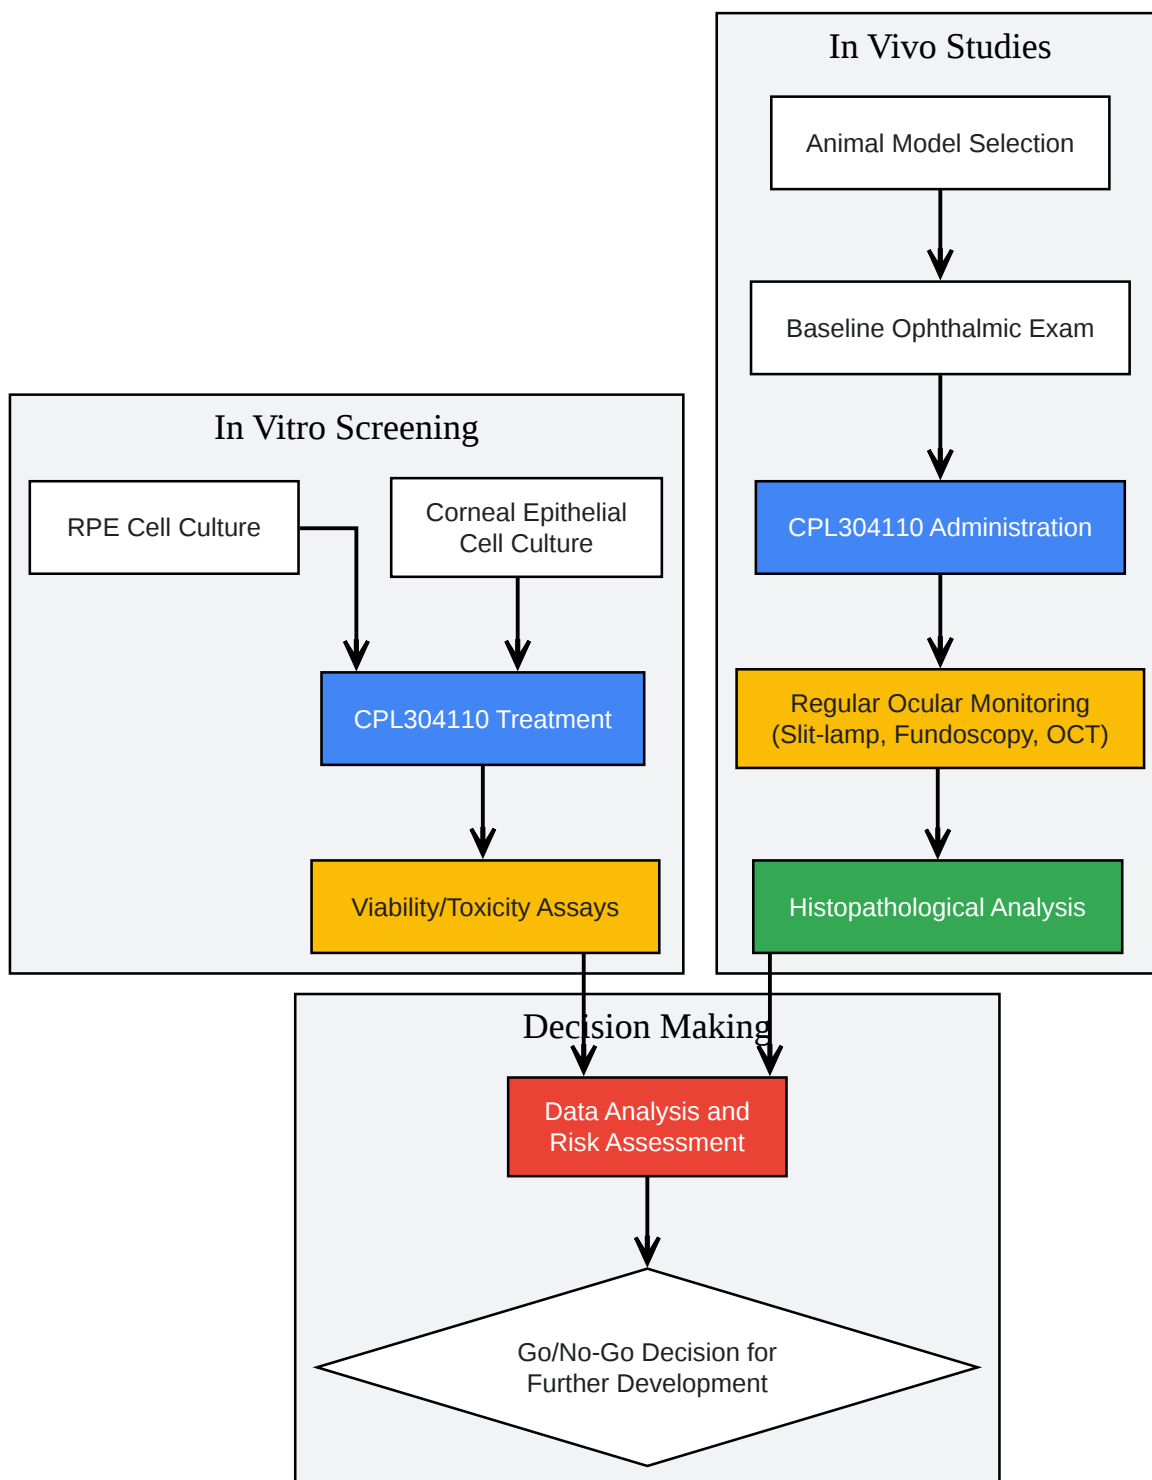 In Vivo Studies
Animal Model Selection
Baseline Ophthalmic Exam
CPL304110 Administration
Regular Ocular Monitoring
(Slit-lamp, Fundoscopy, OCT)
Histopathological Analysis
In Vitro Screening
RPE Cell Culture
Corneal Epithelial
Cell Culture
CPL304110 Treatment
Viability/Toxicity Assays
Decision Making
Data Analysis and
Risk Assessment
Go/No-Go Decision for
Further Development